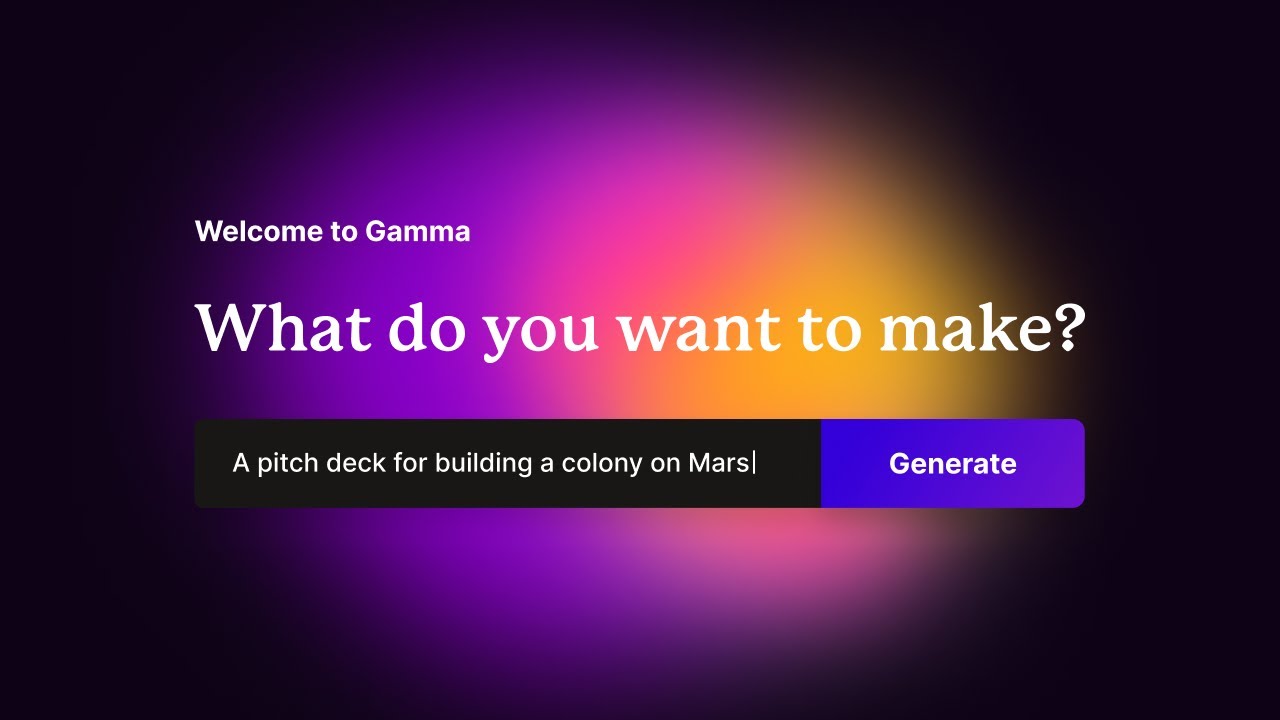 Welcome to Gamma
What do you want to make?
A pitch deck for building a colony on Mars
Generate